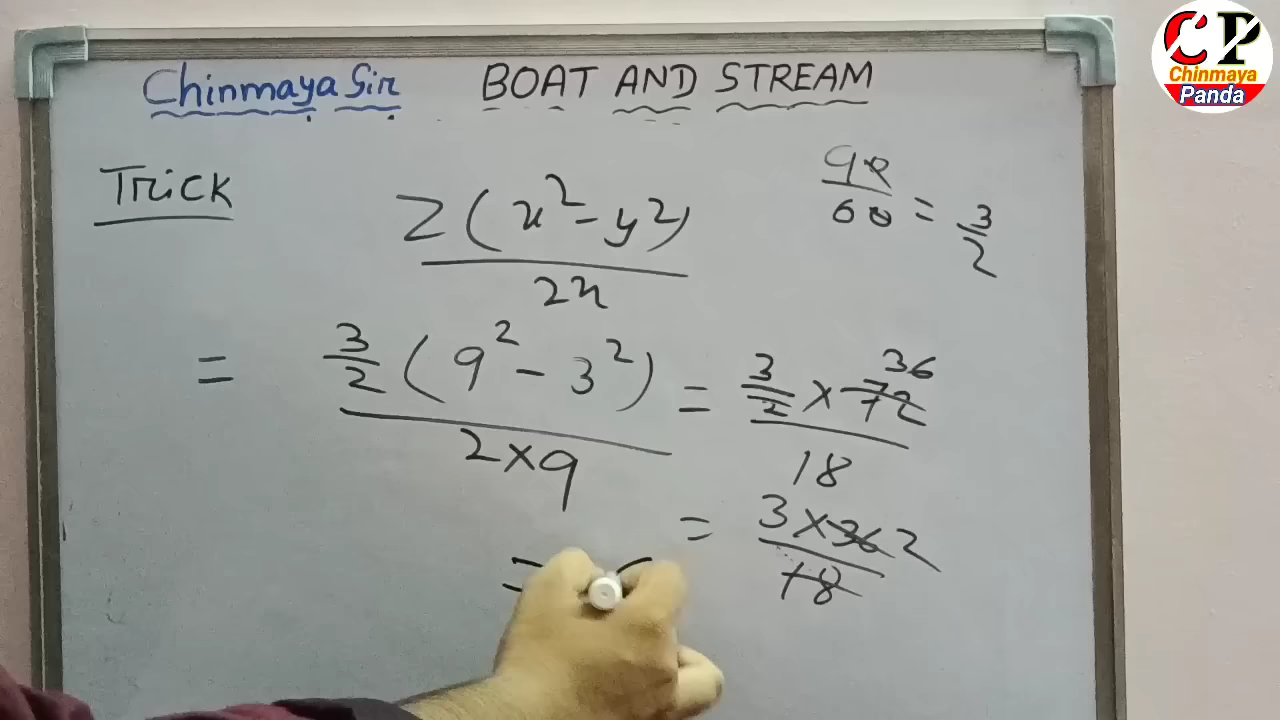 CP
Chinmaya
Panda
Chinmaya Sir BOAT AND STREAM
Trick
Z(x²-y²)/2x
90/60 = 3/2
= 3/2(9²-3²)/2×9 = 3/2×72/18
36
= 3×36/18
2
=